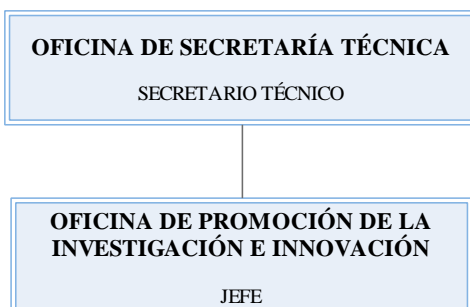 OFICINA DE SECRETARÍA TÉCNICA
SECRETARIO TÉCNICO
OFICINA DE PROMOCIÓN DE LA
INVESTIGACIÓN E INNOVACIÓN
JEFE